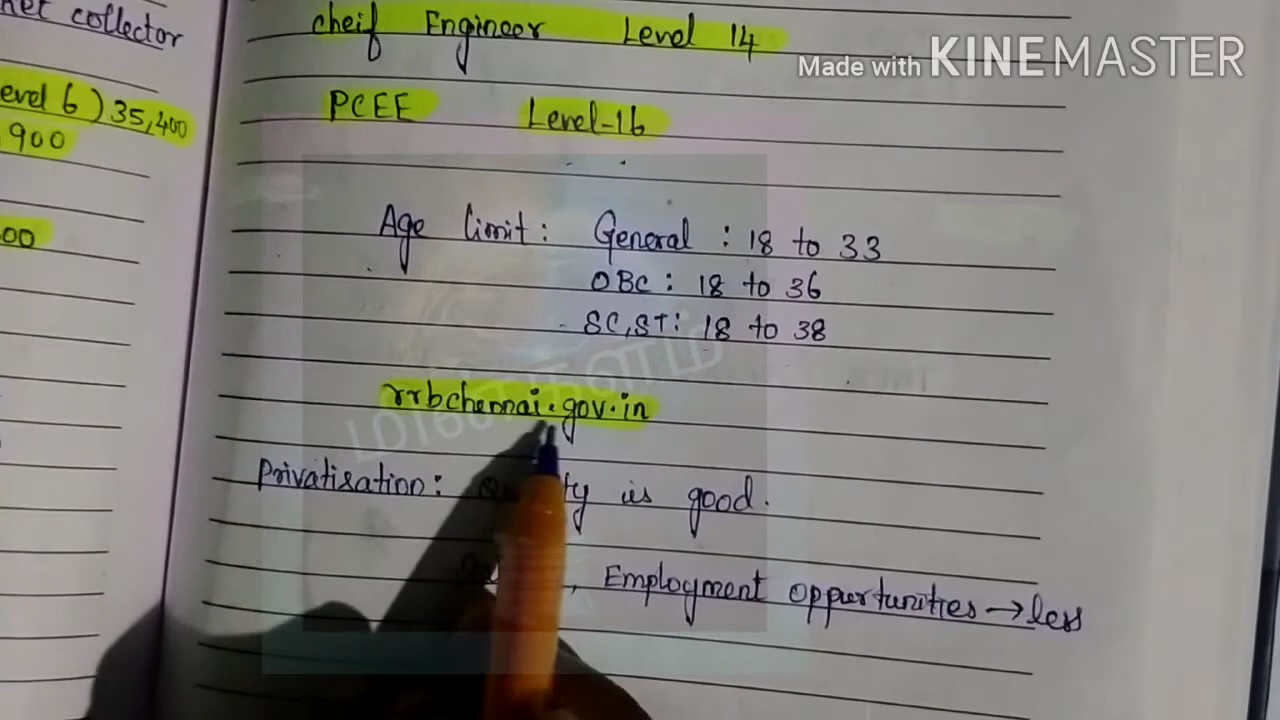 collector
evel 6) 35,400
900
00
cheif Engineer Level 14
Made with KINEMASTER
PCEE Level-16
Age limit: General : 18 to 33
OBC : 18 to 36
SC, ST: 18 to 38
rrbchennai.gov.in
Privatisation: is good.
, Employment oppurtunities → less